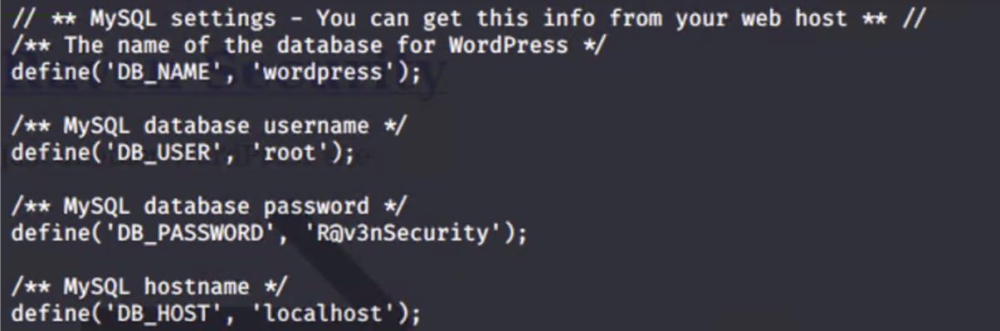 // ** MySQL settings - You can get this info from your web host ** //
/** The name of the database for WordPress */
define('DB_NAME', 'wordpress');
/** MySQL database username */
define('DB_USER', 'root');
/** MySQL database password */
define('DB_PASSWORD', 'R@v3nSecurity');
/** MySQL hostname */
define('DB_HOST', 'localhost');